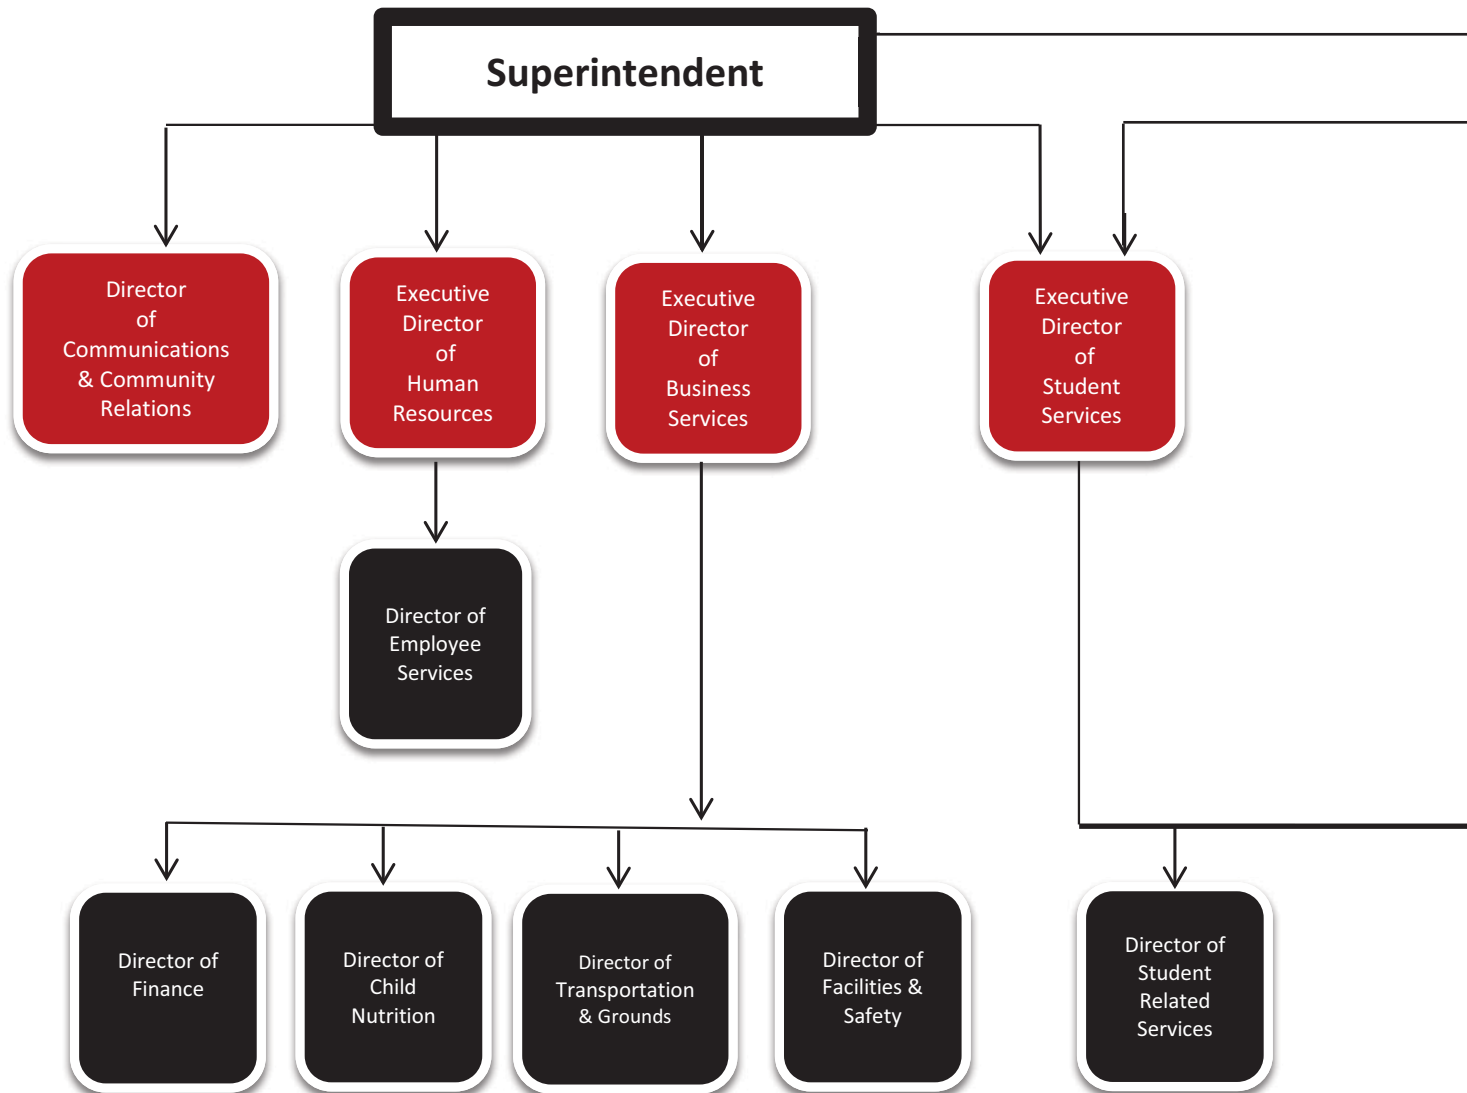 Superintendent
Director
of
Communications
& Community
Relations
Executive
Director
of
Human
Resources
Executive
Director
of
Business
Services
Executive
Director
of
Student
Services
Director of
Employee
Services
Director of
Finance
Director of
Child
Nutrition
Director of
Transportation
& Grounds
Director of
Facilities &
Safety
Director of
Student
Related
Services